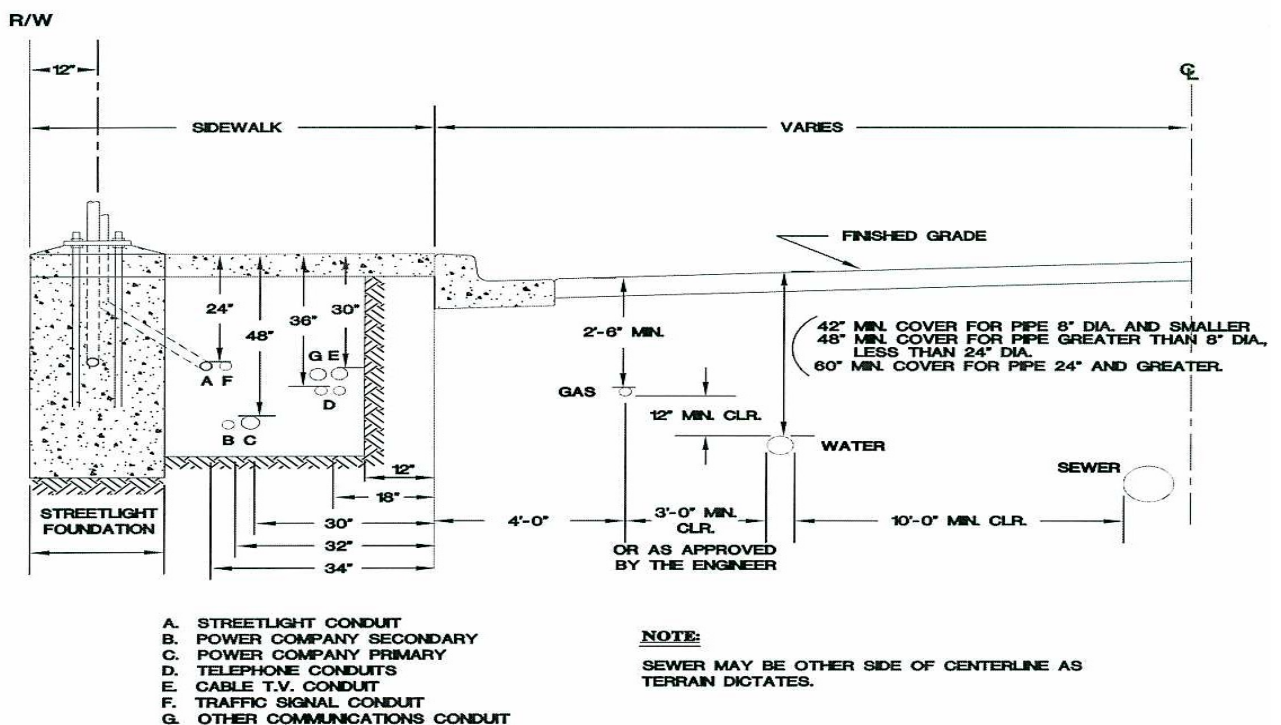 R/W
12"
℄
SIDEWALK
VARIES
FINISHED GRADE
24"
48"
36"
30"
G E
A F
D
B C
2'-6" MIN.
42" MIN. COVER FOR PIPE 8" DIA. AND SMALLER
48" MIN. COVER FOR PIPE GREATER THAN 8" DIA.,
LESS THAN 24" DIA.
60" MIN. COVER FOR PIPE 24" AND GREATER.
GAS
12" MIN. CLR.
WATER
SEWER
12"
18"
STREETLIGHT
FOUNDATION
30"
32"
34"
4'-0"
3'-0" MIN.
CLR.
OR AS APPROVED
BY THE ENGINEER
10'-0" MIN. CLR.
A. STREETLIGHT CONDUIT
B. POWER COMPANY SECONDARY
C. POWER COMPANY PRIMARY
D. TELEPHONE CONDUITS
E. CABLE T.V. CONDUIT
F. TRAFFIC SIGNAL CONDUIT
G. OTHER COMMUNICATIONS CONDUIT
NOTE:
SEWER MAY BE OTHER SIDE OF CENTERLINE AS
TERRAIN DICTATES.